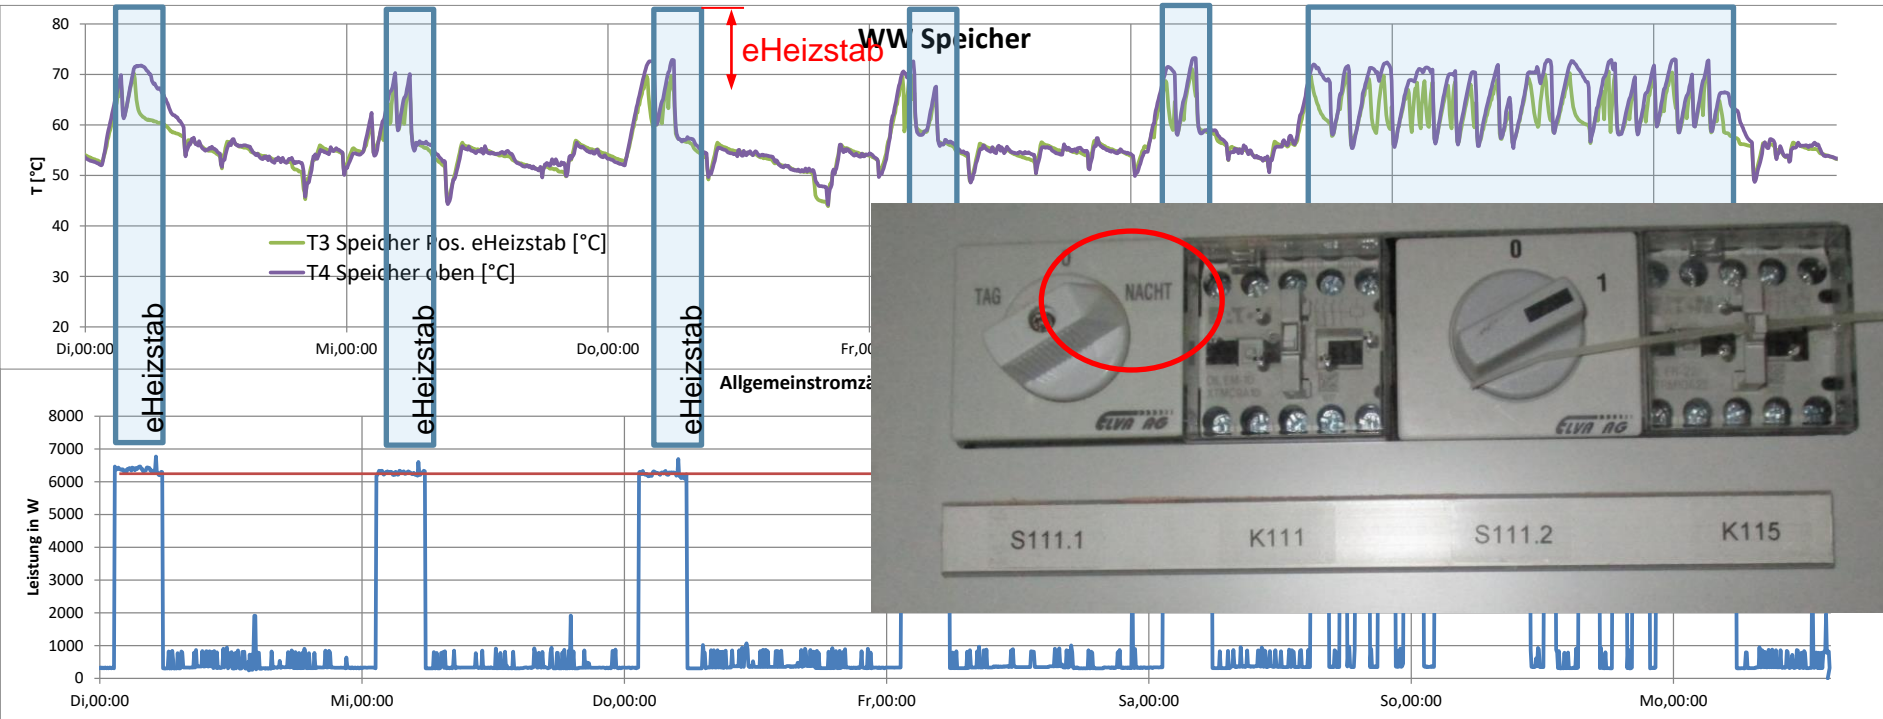 WW Speicher
eHeizstab
80
70
60
50
40
30
20
T [°C]
T3 Speicher Pos. eHeizstab [°C]
T4 Speicher oben [°C]
eHeizstab
eHeizstab
eHeizstab
Di,00:00
Mi,00:00
Do,00:00
Fr,0
Allgemeinstromzä
8000
7000
6000
5000
4000
3000
2000
1000
0
Leistung in W
Di,00:00
Mi,00:00
Do,00:00
Fr,00:00
Sa,00:00
So,00:00
Mo,00:00
TAG
0
NACHT
ELVA AG
0
1
ELVA AG
S111.1
K111
S111.2
K115